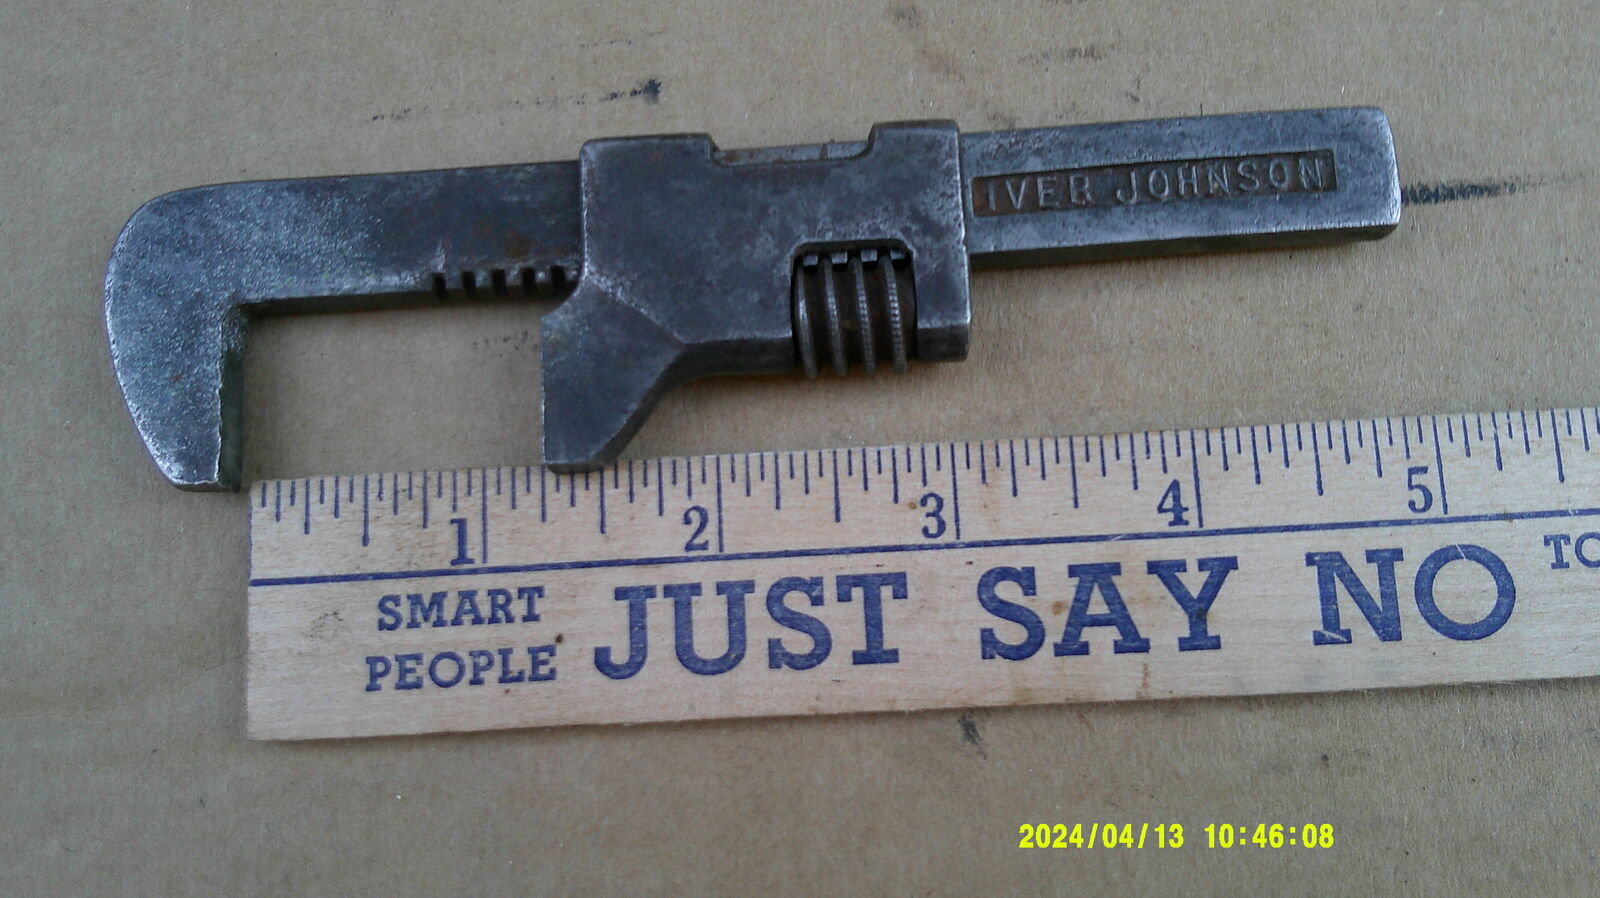 IVER JOHNSON
1 2 3 4 5
SMART
PEOPLE
JUST SAY NO
2024/04/13 10:46:08